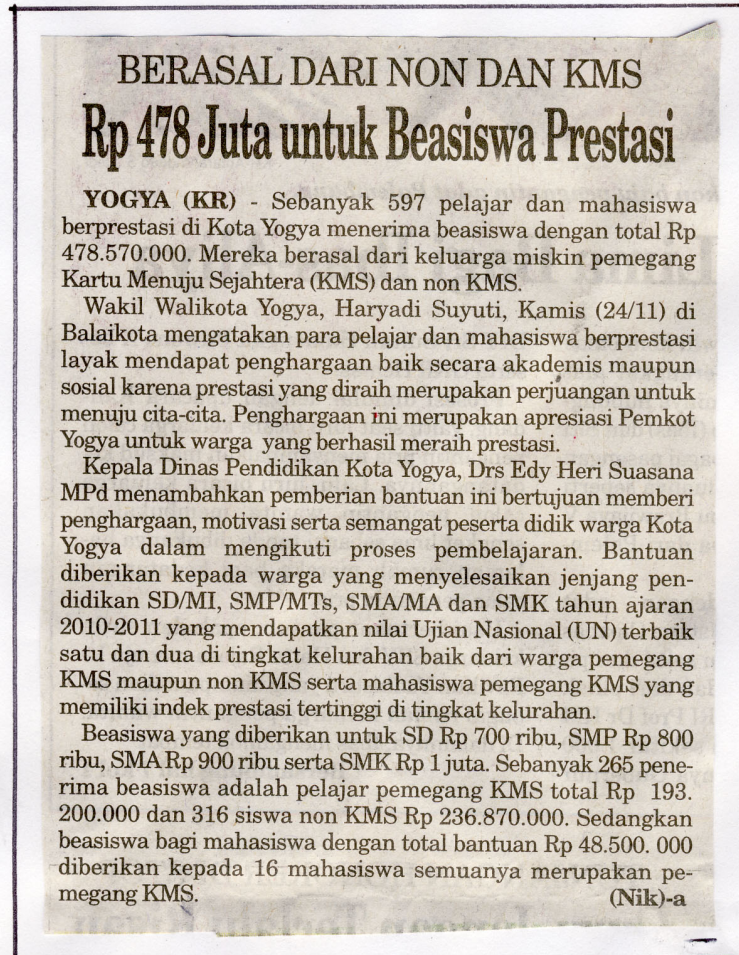 BERASAL DARI NON DAN KMS
Rp 478 Juta untuk Beasiswa Prestasi
YOGYA (KR) - Sebanyak 597 pelajar dan mahasiswa
berprestasi di Kota Yogya menerima beasiswa dengan total Rp
478.570.000. Mereka berasal dari keluarga miskin pemegang
Kartu Menuju Sejahtera (KMS) dan non KMS.
Wakil Walikota Yogya, Haryadi Suyuti, Kamis (24/11) di
Balaikota mengatakan para pelajar dan mahasiswa berprestasi
layak mendapat penghargaan baik secara akademis maupun
sosial karena prestasi yang diraih merupakan perjuangan untuk
menuju cita-cita. Penghargaan ini merupakan apresiasi Pemkot
Yogya untuk warga yang berhasil meraih prestasi.
Kepala Dinas Pendidikan Kota Yogya, Drs Edy Heri Suasana
MPd menambahkan pemberian bantuan ini bertujuan memberi
penghargaan, motivasi serta semangat peserta didik warga Kota
Yogya dalam mengikuti proses pembelajaran. Bantuan
diberikan kepada warga yang menyelesaikan jenjang pen-
didikan SD/MI, SMP/MTs, SMA/MA dan SMK tahun ajaran
2010-2011 yang mendapatkan nilai Ujian Nasional (UN) terbaik
satu dan dua di tingkat kelurahan baik dari warga pemegang
KMS maupun non KMS serta mahasiswa pemegang KMS yang
memiliki indek prestasi tertinggi di tingkat kelurahan.
Beasiswa yang diberikan untuk SD Rp 700 ribu, SMP Rp 800
ribu, SMA Rp 900 ribu serta SMK Rp 1 juta. Sebanyak 265 pene-
rima beasiswa adalah pelajar pemegang KMS total Rp 193.
200.000 dan 316 siswa non KMS Rp 236.870.000. Sedangkan
beasiswa bagi mahasiswa dengan total bantuan Rp 48.500. 000
diberikan kepada 16 mahasiswa semuanya merupakan pe-
megang KMS. (Nik)-a